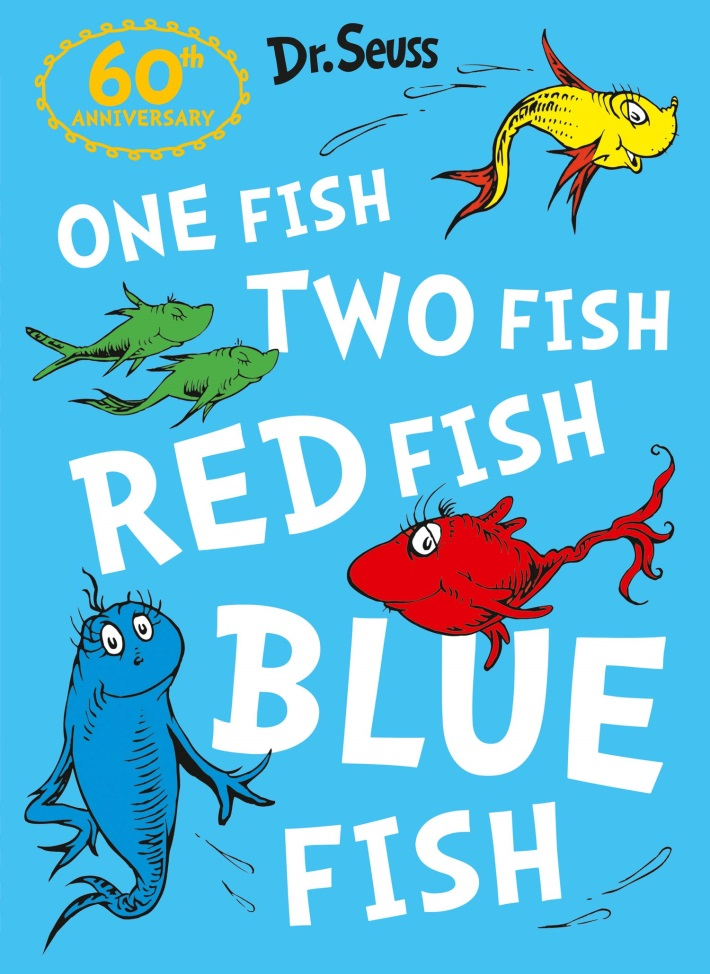 60th
ANNIVERSARY
Dr. Seuss
ONE FISH
TWO FISH
RED FISH
BLUE
FISH